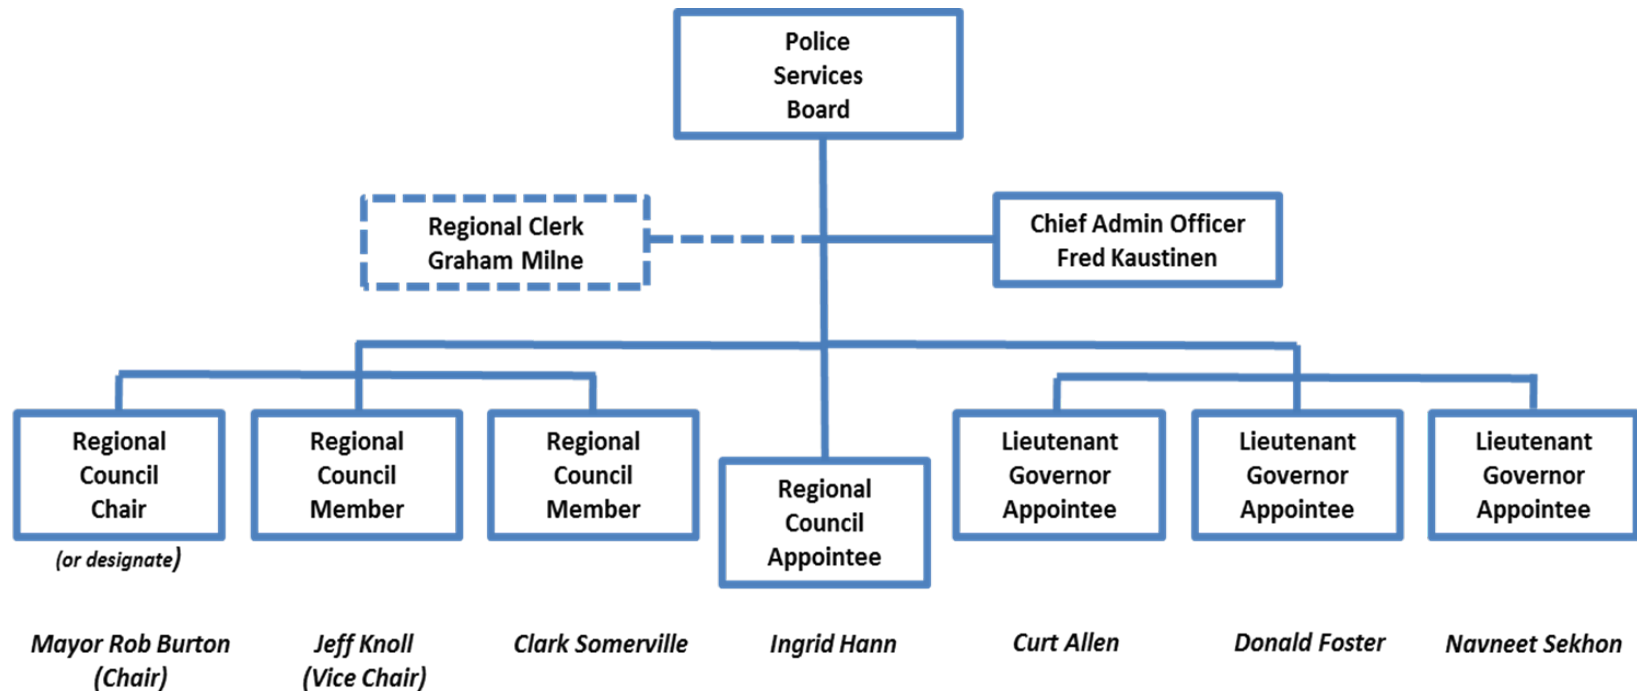 Police
Services
Board
Regional Clerk
Graham Milne
Chief Admin Officer
Fred Kaustinen
Regional
Council
Chair
(or designate)
Regional
Council
Member
Regional
Council
Member
Regional
Council
Appointee
Lieutenant
Governor
Appointee
Lieutenant
Governor
Appointee
Lieutenant
Governor
Appointee
Mayor Rob Burton
(Chair)
Jeff Knoll
(Vice Chair)
Clark Somerville
Ingrid Hann
Curt Allen
Donald Foster
Navneet Sekhon